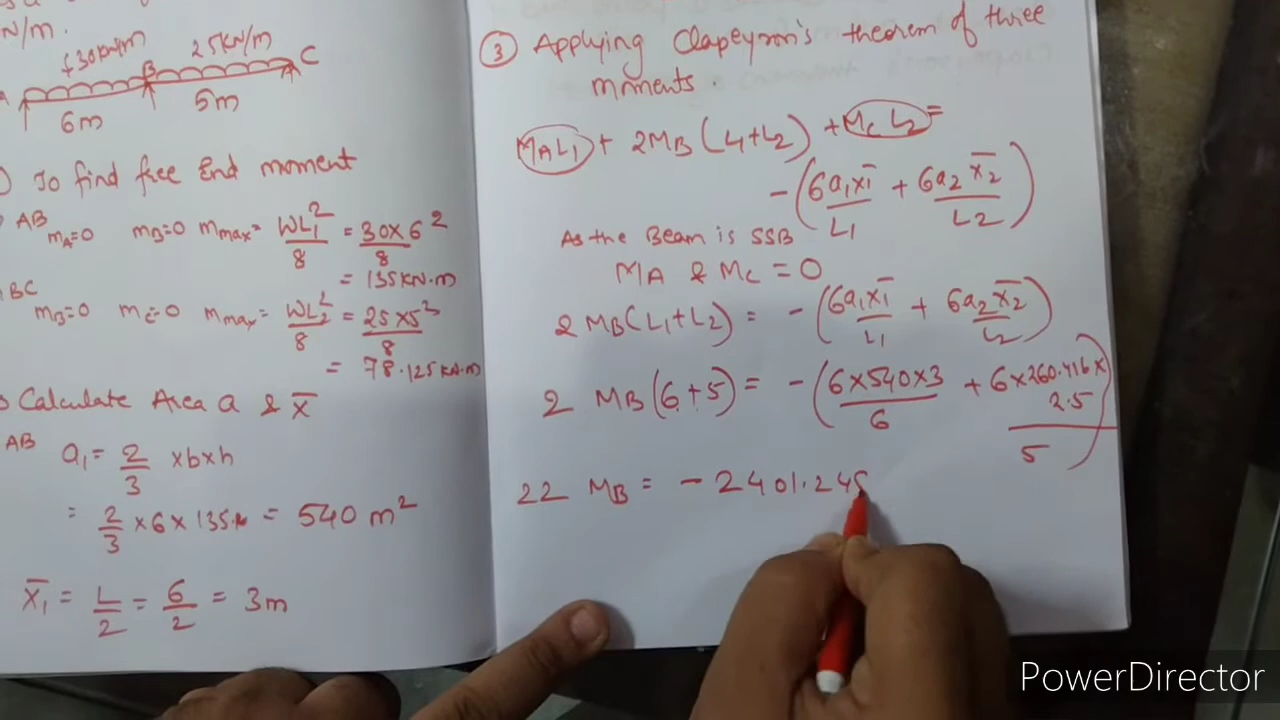 N/m.
30KN/m 25KN/m
B C
6m 5m
To find free End moment
AB
mA=0 mB=0 mmax= WL1²/8 = 30×6²/8
= 135KN.m
BC
mB=0 mc=0 mmax= WL2²/8 = 25×5²/8
= 78.125KN.m
Calculate Area a & x̄
AB
a1= 2/3 ×b×h
= 2/3 ×6×135 = 540 m²
x̄1 = L/2 = 6/2 = 3m
③ Applying Clapeyron's theorem of three
moments.
MAL1 + 2MB(L1+L2) + McL2 =
-(6a1x̄1/L1 + 6a2x̄2/L2)
As the Beam is SSB
MA & Mc = 0
2MB(L1+L2) = -(6a1x̄1/L1 + 6a2x̄2/L2)
2 MB(6+5) = -(6×540×3/6 + 6×260.416×2.5/5)
22 MB = - 2401.245
PowerDirector